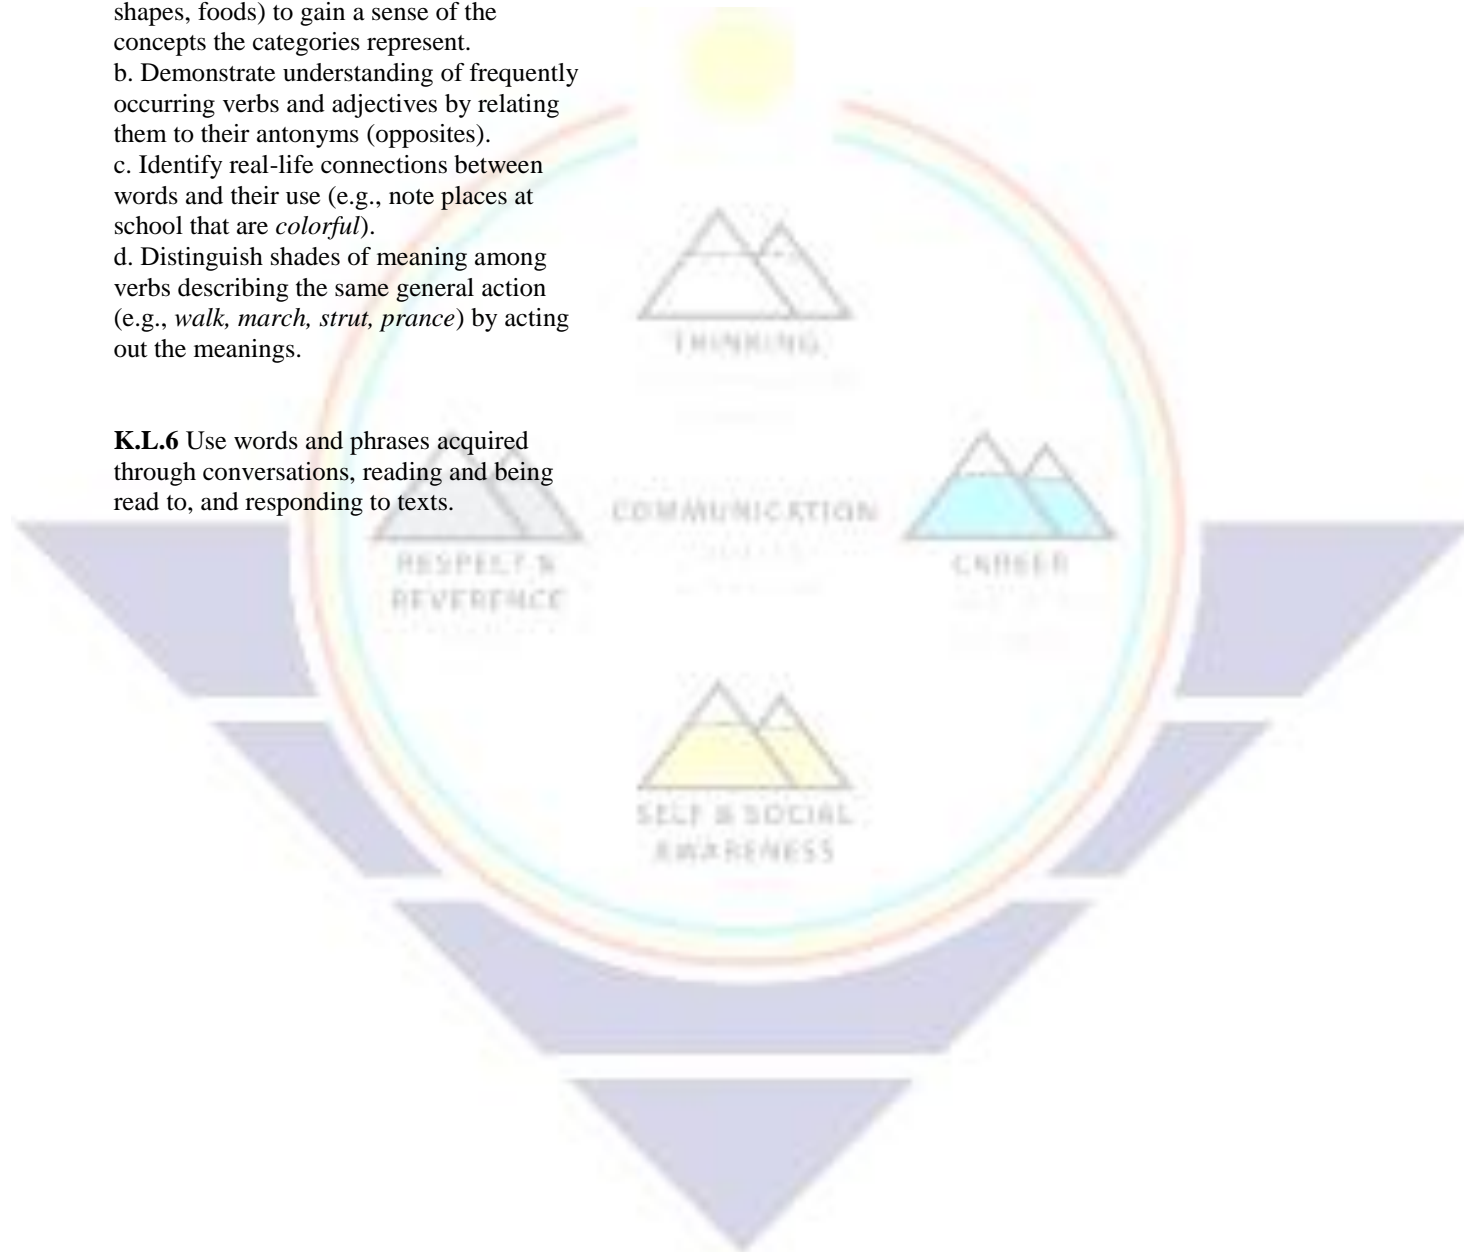 shapes, foods) to gain a sense of the
concepts the categories represent.
b. Demonstrate understanding of frequently
occurring verbs and adjectives by relating
them to their antonyms (opposites).
c. Identify real-life connections between
words and their use (e.g., note places at
school that are colorful).
d. Distinguish shades of meaning among
verbs describing the same general action
(e.g., walk, march, strut, prance) by acting
out the meanings.
THINKING
K.L.6 Use words and phrases acquired
through conversations, reading and being
read to, and responding to texts.
COMMUNICATION
RESPECT &
REVERENCE
CAREER
SELF & SOCIAL
AWARENESS